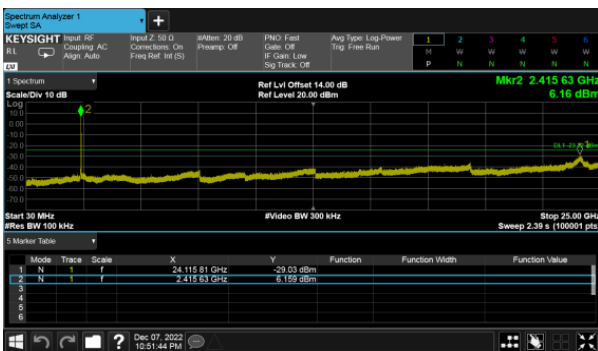 Spectrum Analyzer 1
Swept SA
+
KEYSIGHT
RL
LXI
Input: RF
Coupling: AC
Align: Auto
Input Z: 50 Ω
Corrections: On
Freq Ref: Int (S)
#Atten: 20 dB
Preamp: Off
PNO: Fast
Gate: Off
IF Gain: Low
Sig Track: Off
Avg Type: Log-Power
Trig: Free Run
1 2 3 4 5 6
M W W W W W
P N N N N N
1 Spectrum
Scale/Div 10 dB
Ref Lvl Offset 14.00 dB
Ref Level 20.00 dBm
Mkr2 2.415 63 GHz
6.16 dBm
Log
10.0
0.00
-10.0
-20.0
-30.0
-40.0
-50.0
-60.0
-70.0
2
1
Start 30 MHz
#Res BW 100 kHz
#Video BW 300 kHz
Stop 25.00 GHz
Sweep 2.39 s (100001 pts)
5 Marker Table
Mode Trace Scale X Y Function Function Width Function Value
1 N 1 f 24.115 81 GHz -29.03 dBm
2 N 1 f 2.415 63 GHz 6.159 dBm
3
4
5
6
?
Dec 07, 2022
10:51:44 PM